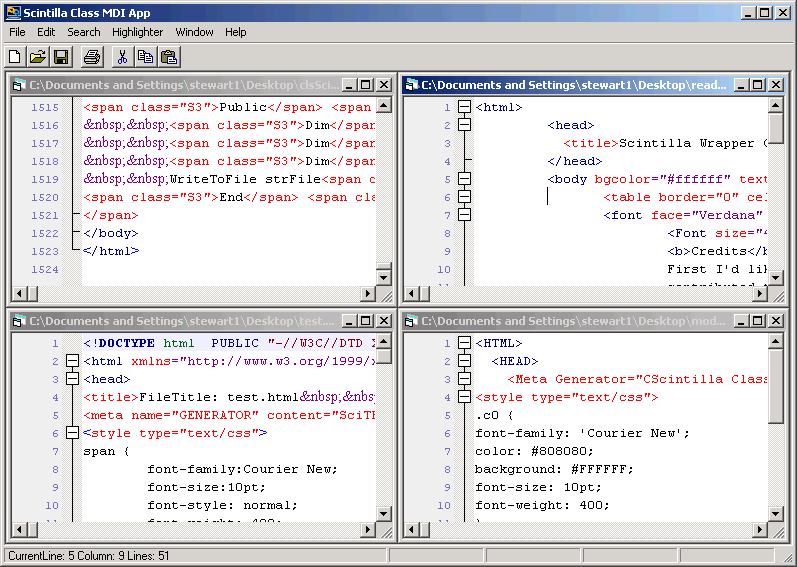 Scintilla Class MDI App
File Edit Search Highlighter Window Help
C:\Documents and Settings\stewart1\Desktop\clsSci...
1515 <span class="S3">Public</span> <span
1516 &nbsp;&nbsp;<span class="S3">Dim</span
1517 &nbsp;&nbsp;<span class="S3">Dim</span
1518 &nbsp;&nbsp;<span class="S3">Dim</span
1519 &nbsp;&nbsp;WriteToFile strFile<span c
1520 <span class="S3">End</span> <span clas
1521 </span>
1522 </body>
1523 </html>
1524
C:\Documents and Settings\stewart1\Desktop\read...
1 <html>
2 <head>
3 <title>Scintilla Wrapper
4 </head>
5 <body bgcolor="#ffffff" text
6 <table border="0" cel
7 <font face="Verdana"
8 <Font size="
9 <b>Credits</b
10 First I'd lik
C:\Documents and Settings\stewart1\Desktop\test....
1 <!DOCTYPE html PUBLIC "-//W3C//DTD X
2 <html xmlns="http://www.w3.org/1999/x
3 <head>
4 <title>FileTitle: test.html&nbsp;&nbsp;
5 <meta name="GENERATOR" content="SciTE
6 <style type="text/css">
7 span {
8 font-family:Courier New;
9 font-size:10pt;
10 font-style: normal;
font-weight: 400;
C:\Documents and Settings\stewart1\Desktop\mod...
1 <HTML>
2 <HEAD>
3 <Meta Generator="CScintilla Class
4 <style type="text/css">
5 .c0 {
6 font-family: 'Courier New';
7 color: #808080;
8 background: #FFFFFF;
9 font-size: 10pt;
10 font-weight: 400;
CurrentLine: 5 Column: 9 Lines: 51